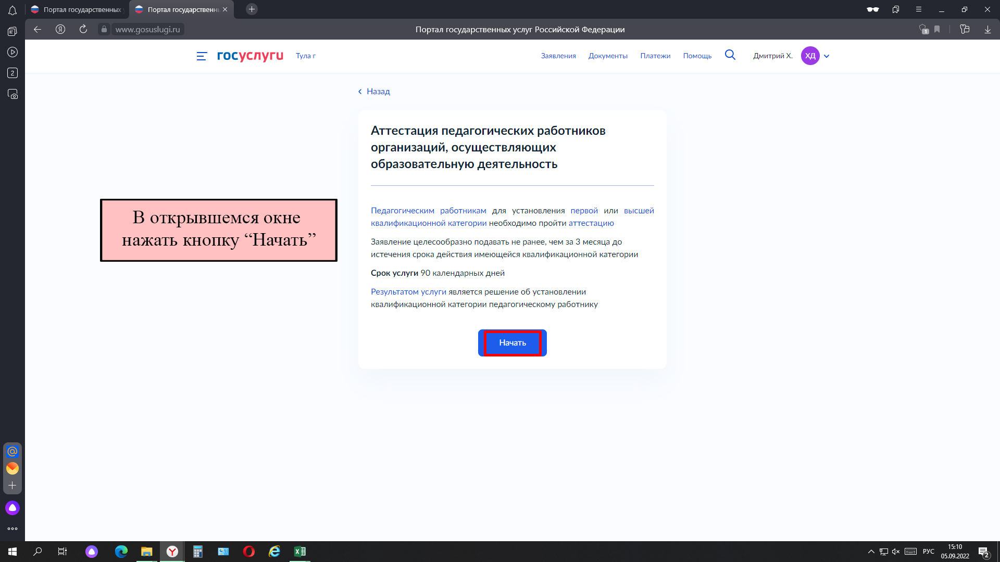 Портал государственных
Портал государственн
www.gosuslugi.ru
Портал государственных услуг Российской Федерации
1
2
госуслуги
Тула г
Заявления
Документы
Платежи
Помощь
Дмитрий Х.
ХД
Назад
Аттестация педагогических работников
организаций, осуществляющих
образовательную деятельность
В открывшемся окне
нажать кнопку “Начать”
Педагогическим работникам для установления первой или высшей
квалификационной категории необходимо пройти аттестацию
Заявление целесообразно подавать не ранее, чем за 3 месяца до
истечения срока действия имеющейся квалификационной категории
Срок услуги 90 календарных дней
Результатом услуги является решение об установлении
квалификационной категории педагогическому работнику
Начать
РУС
15:10
05.09.2022
2